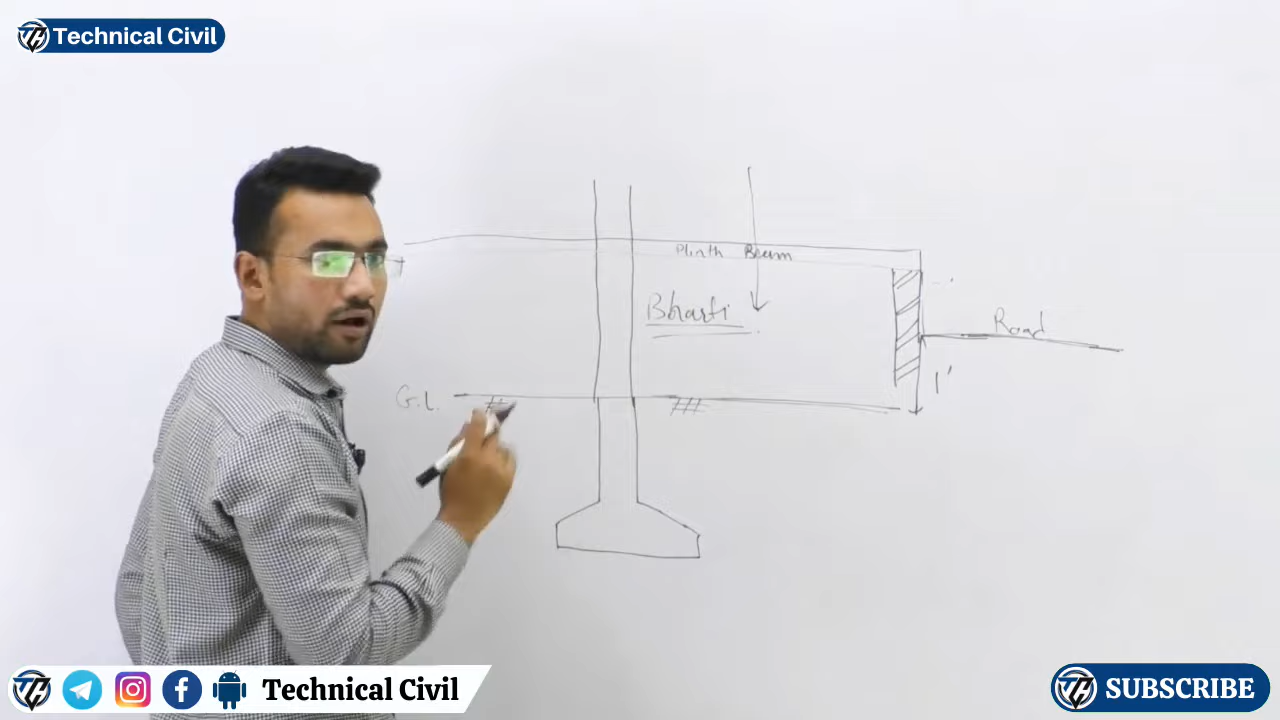 Technical Civil
Plinth Beam
Bharti
Road
G.L.
1'
Technical Civil
SUBSCRIBE